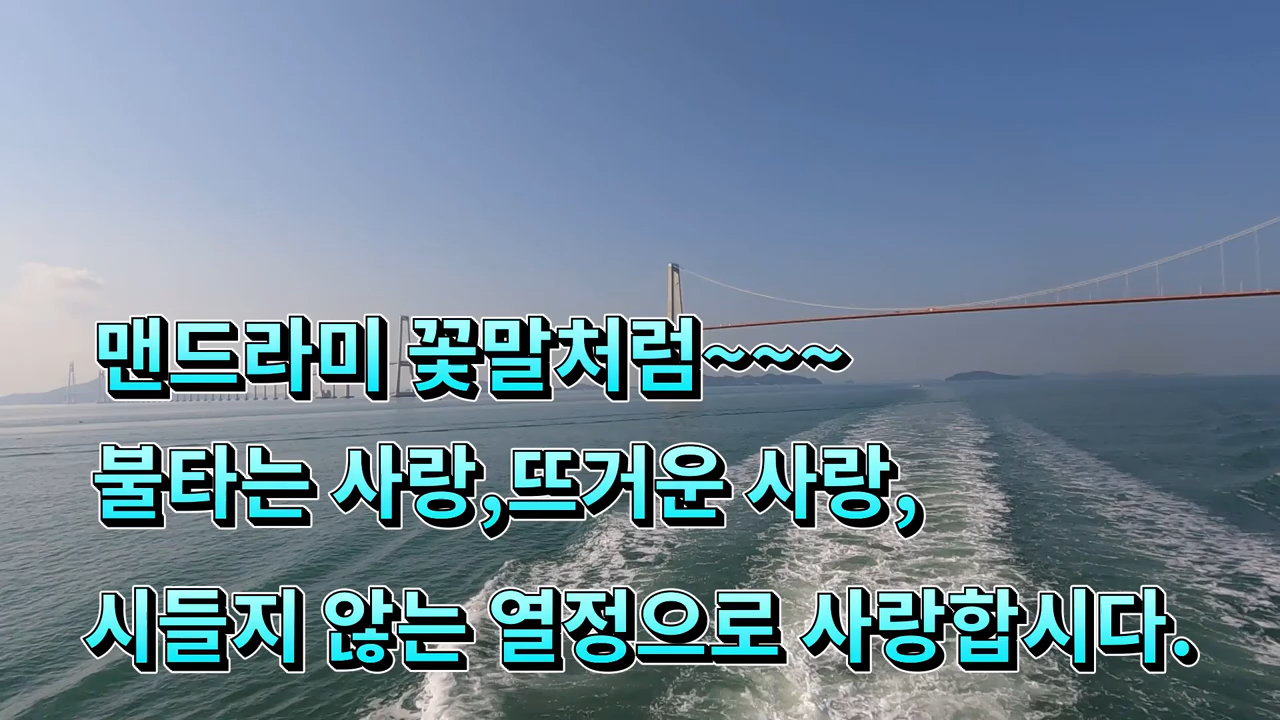 맨드라미 꽃말처럼~~~
불타는 사랑,뜨거운 사랑,
시들지 않는 열정으로 사랑합시다.